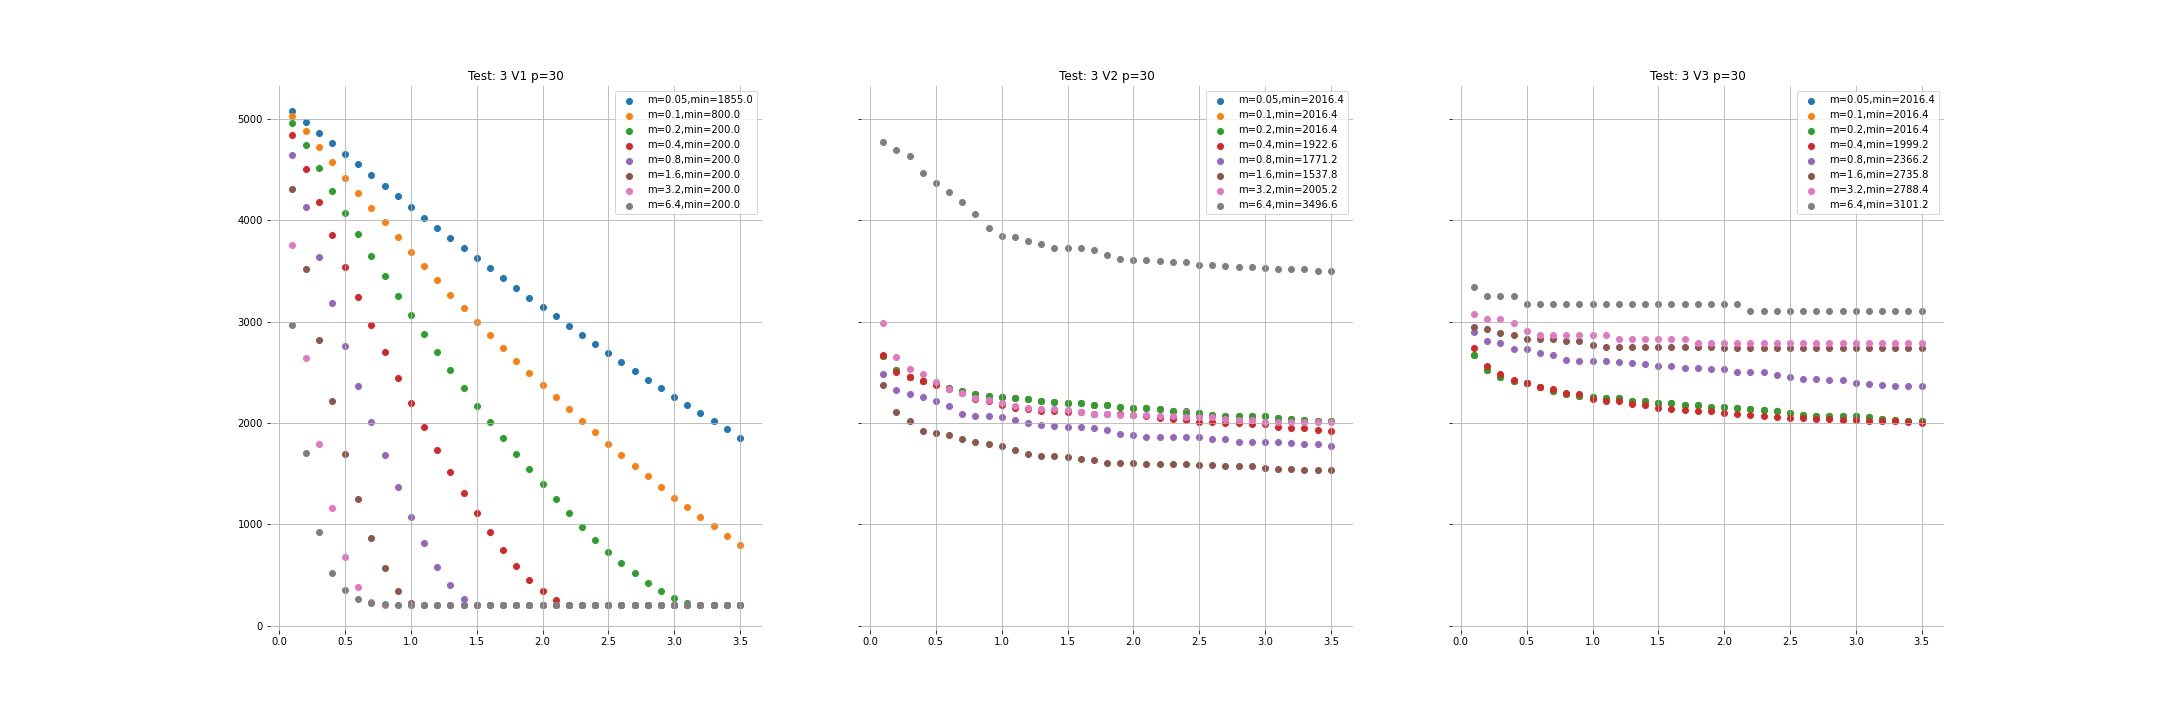 Test: 3 V1 p=30
m=0.05,min=1855.0
m=0.1,min=800.0
m=0.2,min=200.0
m=0.4,min=200.0
m=0.8,min=200.0
m=1.6,min=200.0
m=3.2,min=200.0
m=6.4,min=200.0
5000
4000
3000
2000
1000
0
0.0 0.5 1.0 1.5 2.0 2.5 3.0 3.5
Test: 3 V2 p=30
m=0.05,min=2016.4
m=0.1,min=2016.4
m=0.2,min=2016.4
m=0.4,min=1922.6
m=0.8,min=1771.2
m=1.6,min=1537.8
m=3.2,min=2005.2
m=6.4,min=3496.6
0.0 0.5 1.0 1.5 2.0 2.5 3.0 3.5
Test: 3 V3 p=30
m=0.05,min=2016.4
m=0.1,min=2016.4
m=0.2,min=2016.4
m=0.4,min=1999.2
m=0.8,min=2366.2
m=1.6,min=2735.8
m=3.2,min=2788.4
m=6.4,min=3101.2
0.0 0.5 1.0 1.5 2.0 2.5 3.0 3.5